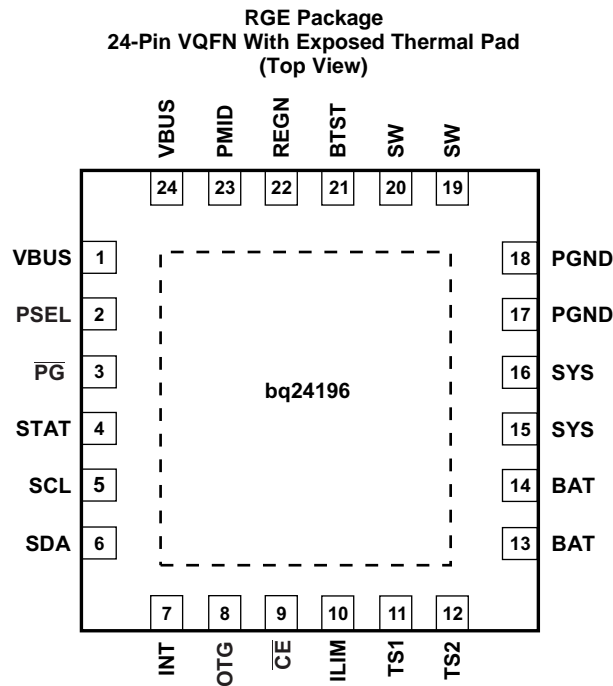 RGE Package
24-Pin VQFN With Exposed Thermal Pad
(Top View)
VBUS PMID REGN BTST SW SW
24 23 22 21 20 19
VBUS 1 18 PGND
PSEL 2 17 PGND
P̅G̅ 3 16 SYS
bq24196
STAT 4 15 SYS
SCL 5 14 BAT
SDA 6 13 BAT
7 8 9 10 11 12
INT OTG C̅E̅ ILIM TS1 TS2